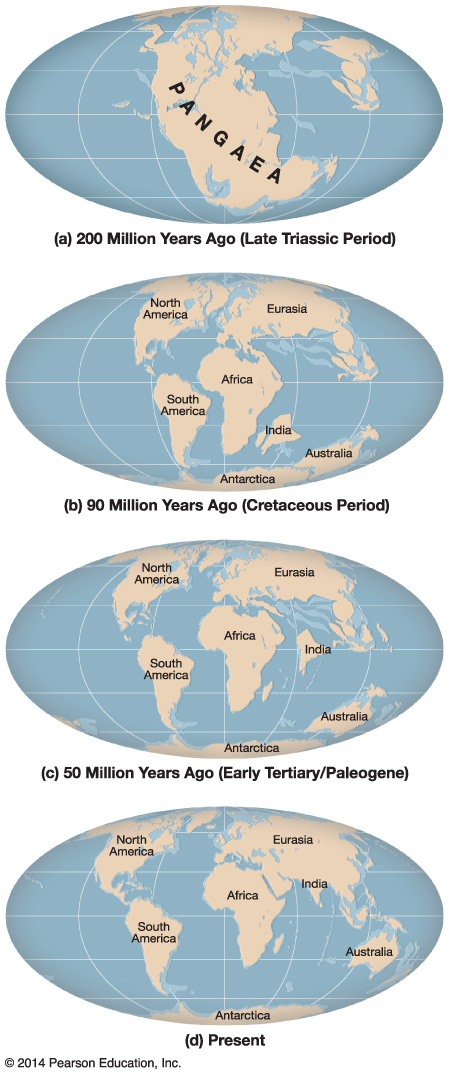 PANGAEA
(a) 200 Million Years Ago (Late Triassic Period)
North
America
Eurasia
Africa
South
America
India
Australia
Antarctica
(b) 90 Million Years Ago (Cretaceous Period)
North
America
Eurasia
Africa
India
South
America
Australia
Antarctica
(c) 50 Million Years Ago (Early Tertiary/Paleogene)
North
America
Eurasia
India
Africa
South
America
Australia
Antarctica
(d) Present
© 2014 Pearson Education, Inc.